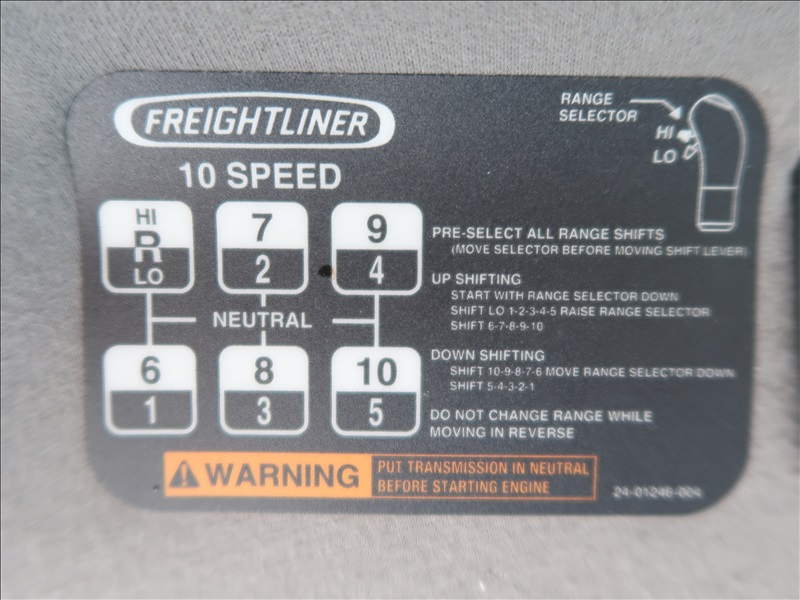 FREIGHTLINER
10 SPEED
RANGE
SELECTOR
HI
LO
HI
R
LO
7
2
9
4
NEUTRAL
6
1
8
3
10
5
PRE-SELECT ALL RANGE SHIFTS
(MOVE SELECTOR BEFORE MOVING SHIFT LEVER)
UP SHIFTING
START WITH RANGE SELECTOR DOWN
SHIFT LO 1-2-3-4-5 RAISE RANGE SELECTOR
SHIFT 6-7-8-9-10
DOWN SHIFTING
SHIFT 10-9-8-7-6 MOVE RANGE SELECTOR DOWN
SHIFT 5-4-3-2-1
DO NOT CHANGE RANGE WHILE
MOVING IN REVERSE
WARNING
PUT TRANSMISSION IN NEUTRAL
BEFORE STARTING ENGINE
24-01246-004